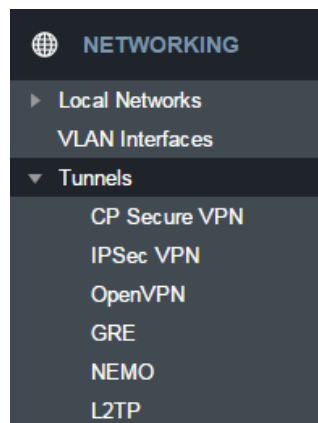 NETWORKING
Local Networks
VLAN Interfaces
Tunnels
CP Secure VPN
IPSec VPN
OpenVPN
GRE
NEMO
L2TP